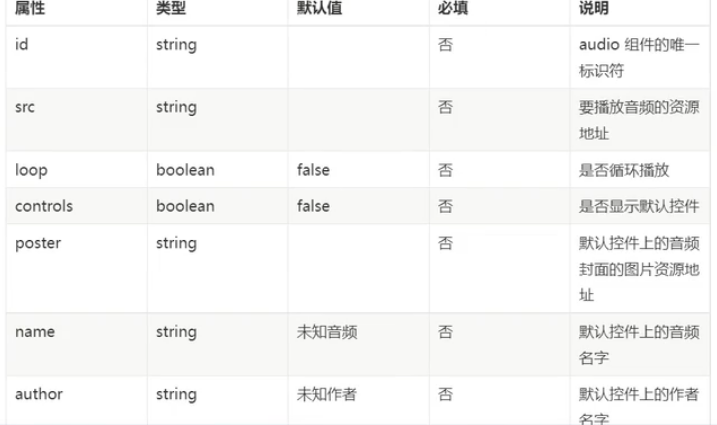 属性 类型 默认值 必填 说明
id string 否 audio 组件的唯一
标识符
src string 否 要播放音频的资源
地址
loop boolean false 否 是否循环播放
controls boolean false 否 是否显示默认控件
poster string 否 默认控件上的音频
封面的图片资源地
址
name string 未知音频 否 默认控件上的音频
名字
author string 未知作者 否 默认控件上的作者
名字